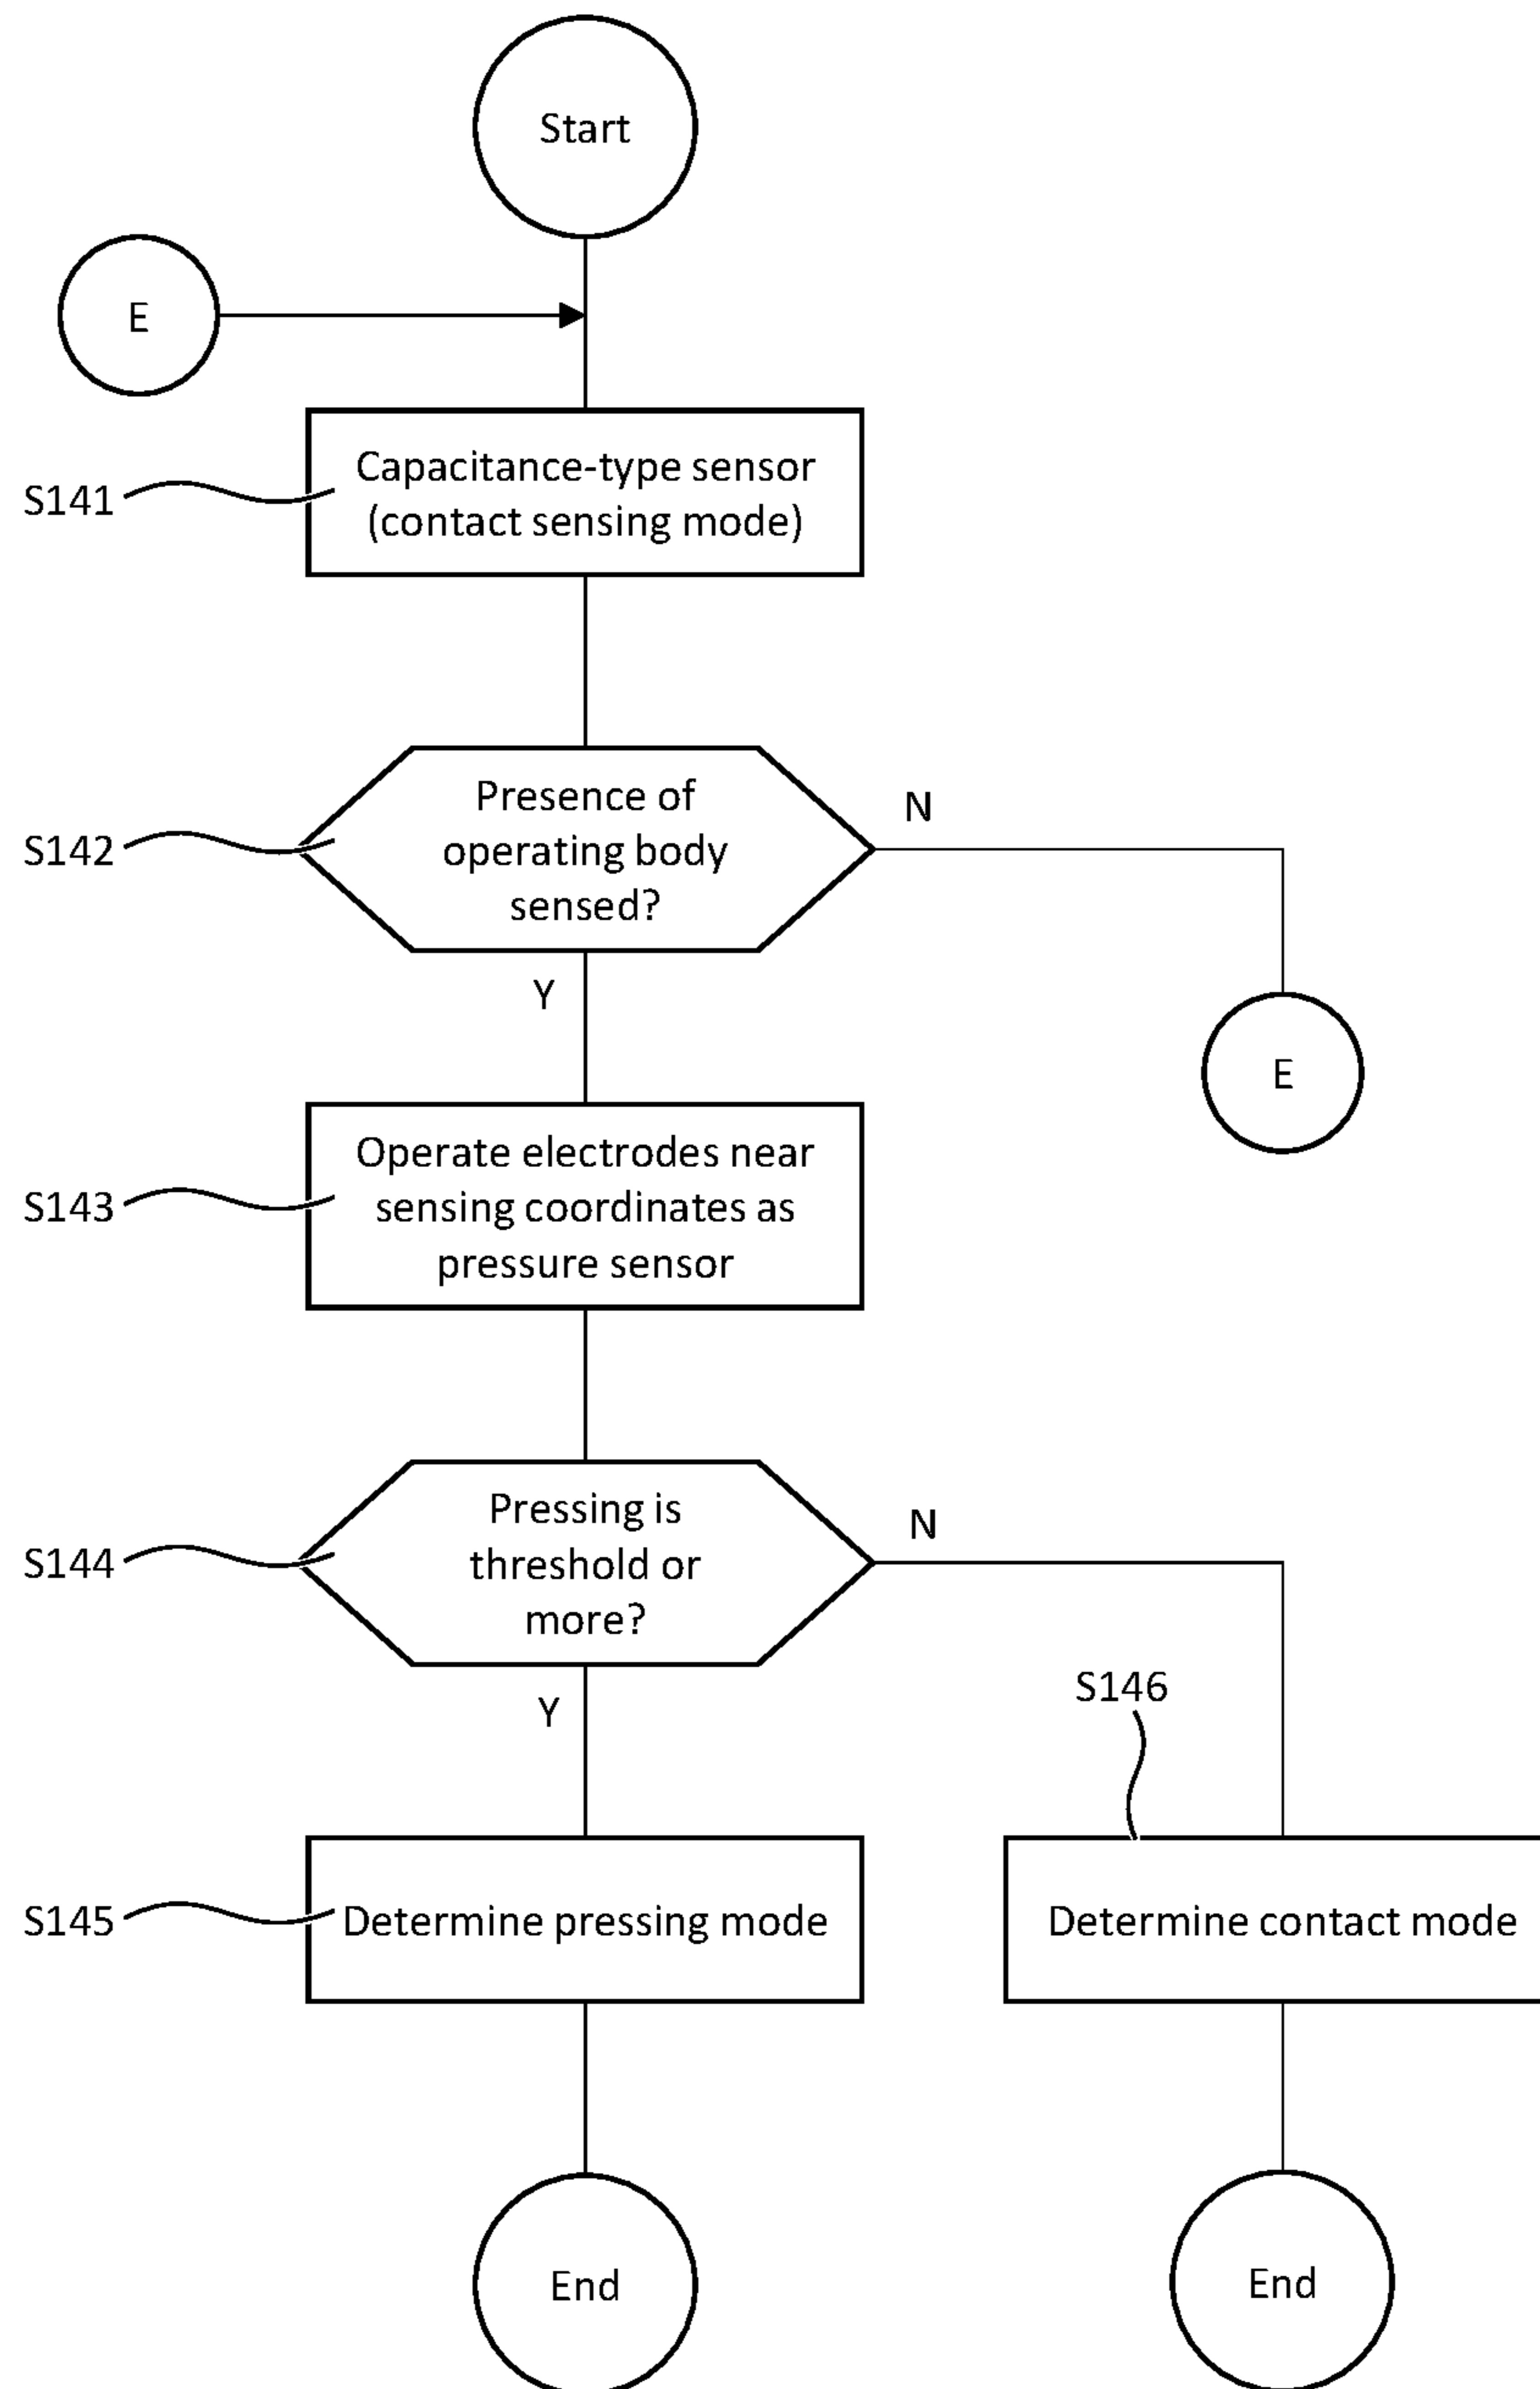 Start
E
S141
Capacitance-type sensor
(contact sensing mode)
S142
Presence of
operating body
sensed?
N
Y
E
S143
Operate electrodes near
sensing coordinates as
pressure sensor
S144
Pressing is
threshold or
more?
N
Y
S146
S145
Determine pressing mode
Determine contact mode
End
End